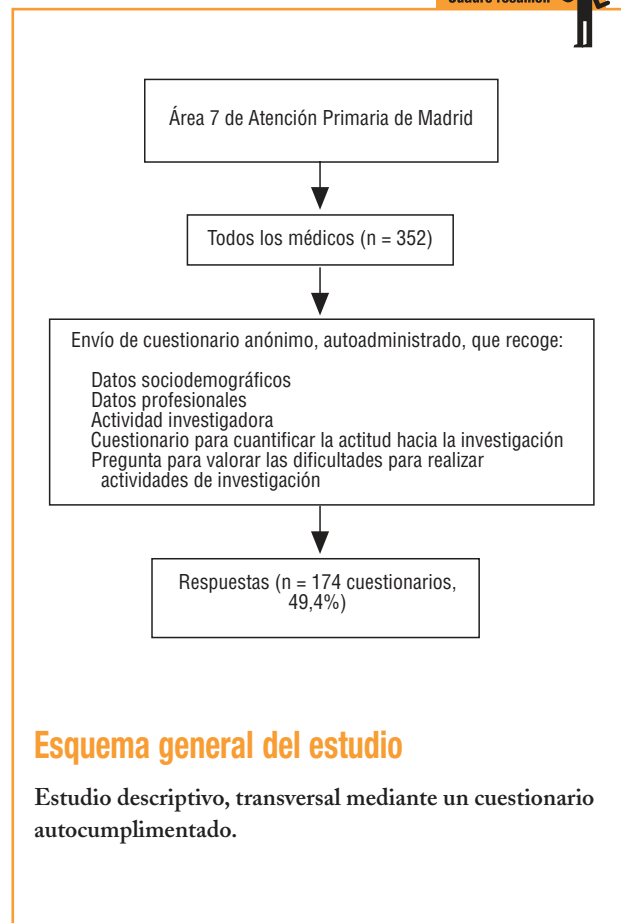 Cuadro resumen
Área 7 de Atención Primaria de Madrid
Todos los médicos (n = 352)
Envío de cuestionario anónimo, autoadministrado, que recoge:
Datos sociodemográficos
Datos profesionales
Actividad investigadora
Cuestionario para cuantificar la actitud hacia la investigación
Pregunta para valorar las dificultades para realizar
actividades de investigación
Respuestas (n = 174 cuestionarios,
49,4%)
Esquema general del estudio
Estudio descriptivo, transversal mediante un cuestionario
autocumplimentado.